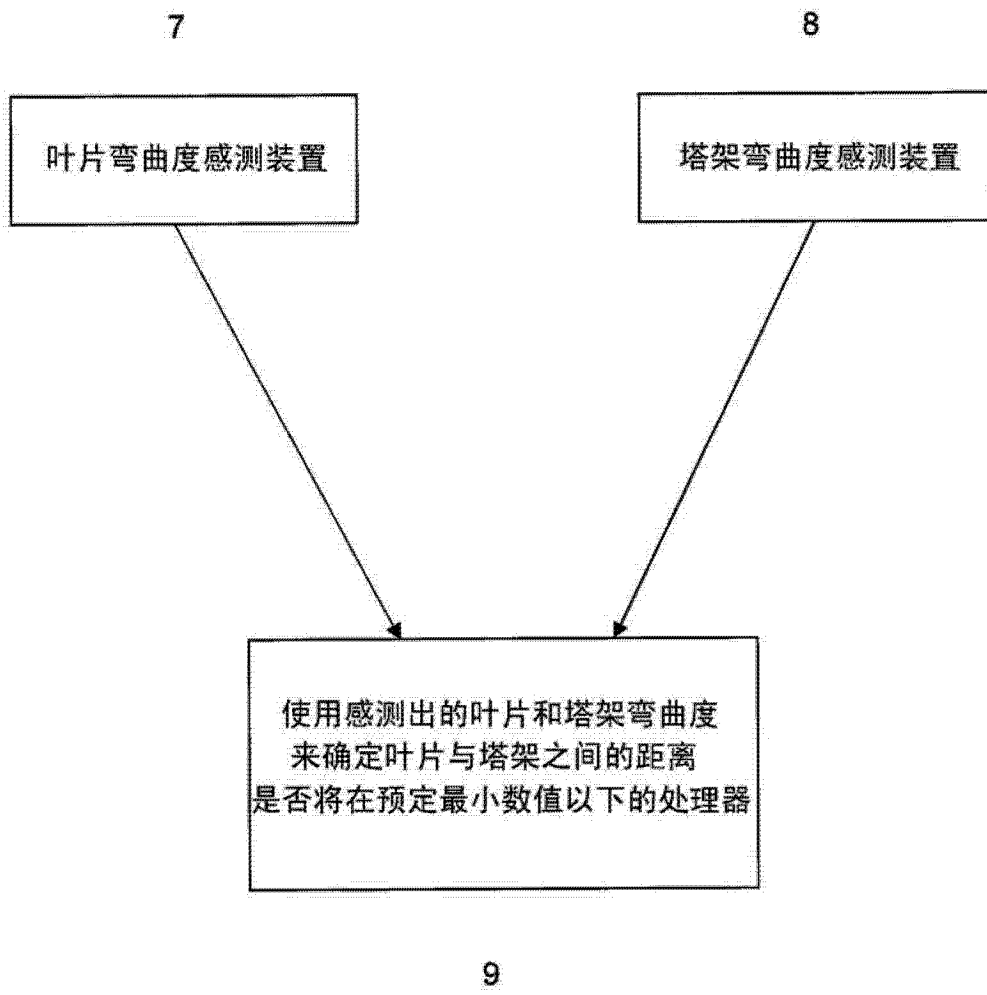 7
8
叶片弯曲度感测装置
塔架弯曲度感测装置
使用感测出的叶片和塔架弯曲度
来确定叶片与塔架之间的距离
是否将在预定最小数值以下的处理器
9